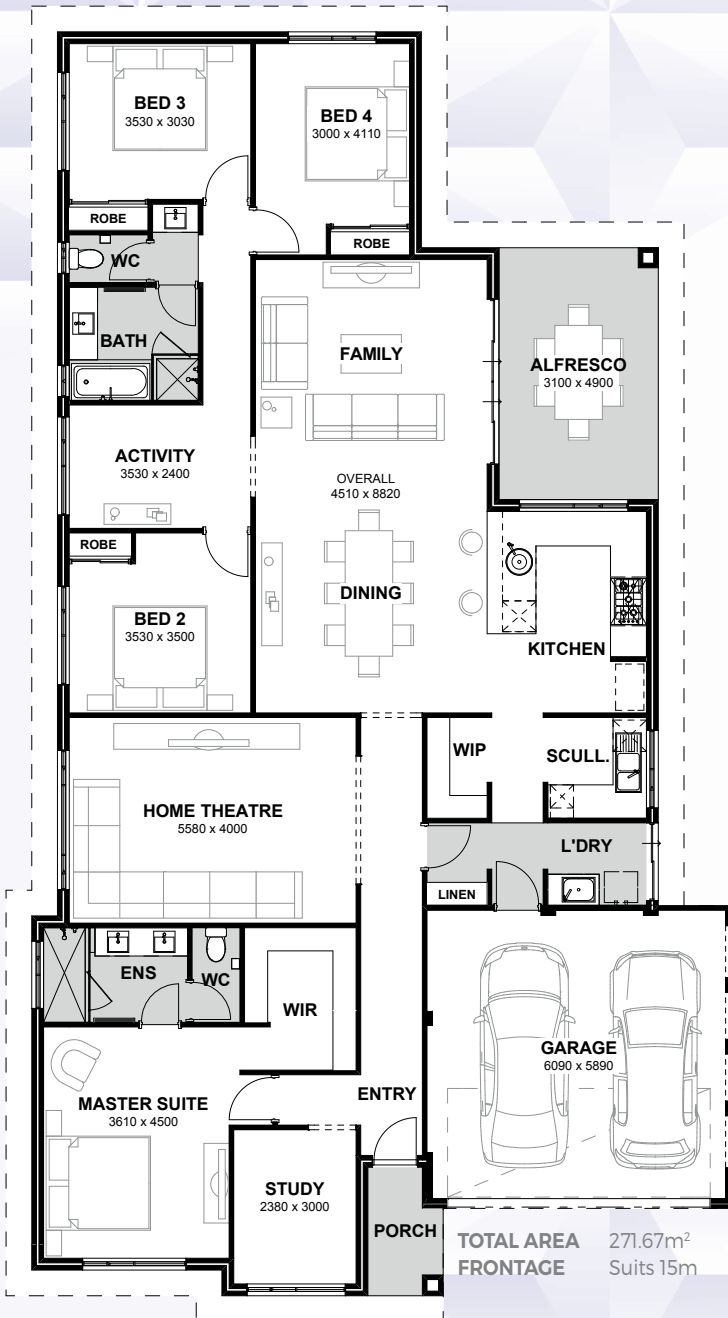 BED 3
3530 x 3030
BED 4
3000 x 4110
ROBE
ROBE
WC
BATH
FAMILY
ALFRESCO
3100 x 4900
ACTIVITY
3530 x 2400
OVERALL
4510 x 8820
ROBE
BED 2
3530 x 3500
DINING
KITCHEN
WIP
SCULL.
HOME THEATRE
5580 x 4000
L'DRY
LINEN
ENS
WC
WIR
GARAGE
6090 x 5890
ENTRY
MASTER SUITE
3610 x 4500
STUDY
2380 x 3000
PORCH
TOTAL AREA 271.67m²
FRONTAGE Suits 15m